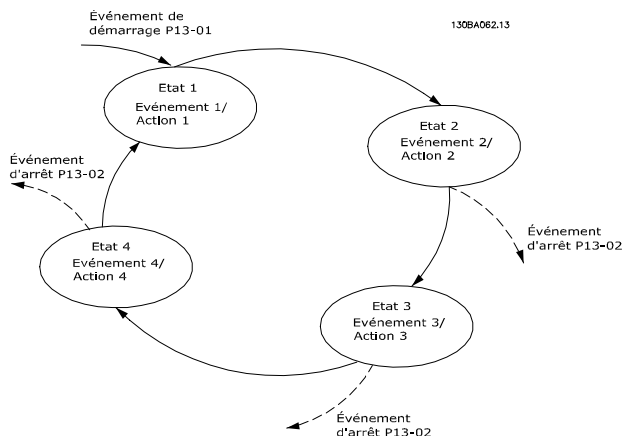 Événement de
démarrage P13-01
130BA062.13
Etat 1
Evénement 1/
Action 1
Etat 2
Evénement 2/
Action 2
Événement
d'arrêt P13-02
Événement
d'arrêt P13-02
Etat 4
Evénement 4/
Action 4
Etat 3
Evénement 3/
Action 3
Événement
d'arrêt P13-02